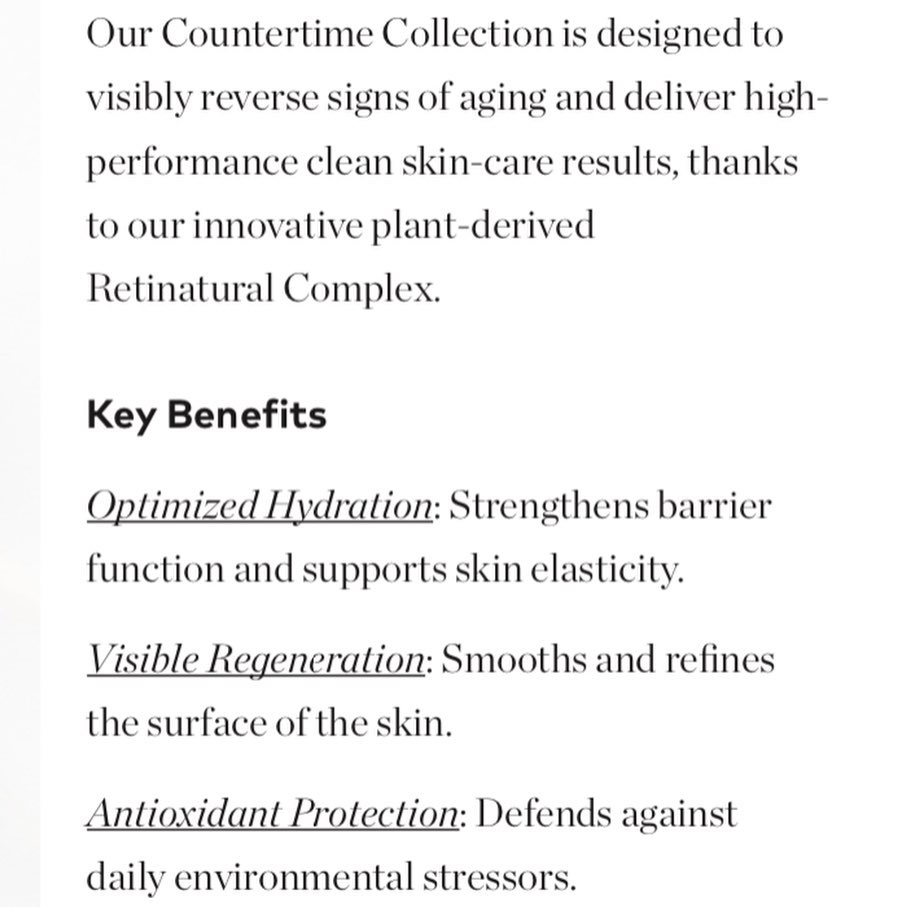 Our Countertime Collection is designed to
visibly reverse signs of aging and deliver high-
performance clean skin-care results, thanks
to our innovative plant-derived
Retinatural Complex.
Key Benefits
Optimized Hydration: Strengthens barrier
function and supports skin elasticity.
Visible Regeneration: Smooths and refines
the surface of the skin.
Antioxidant Protection: Defends against
daily environmental stressors.